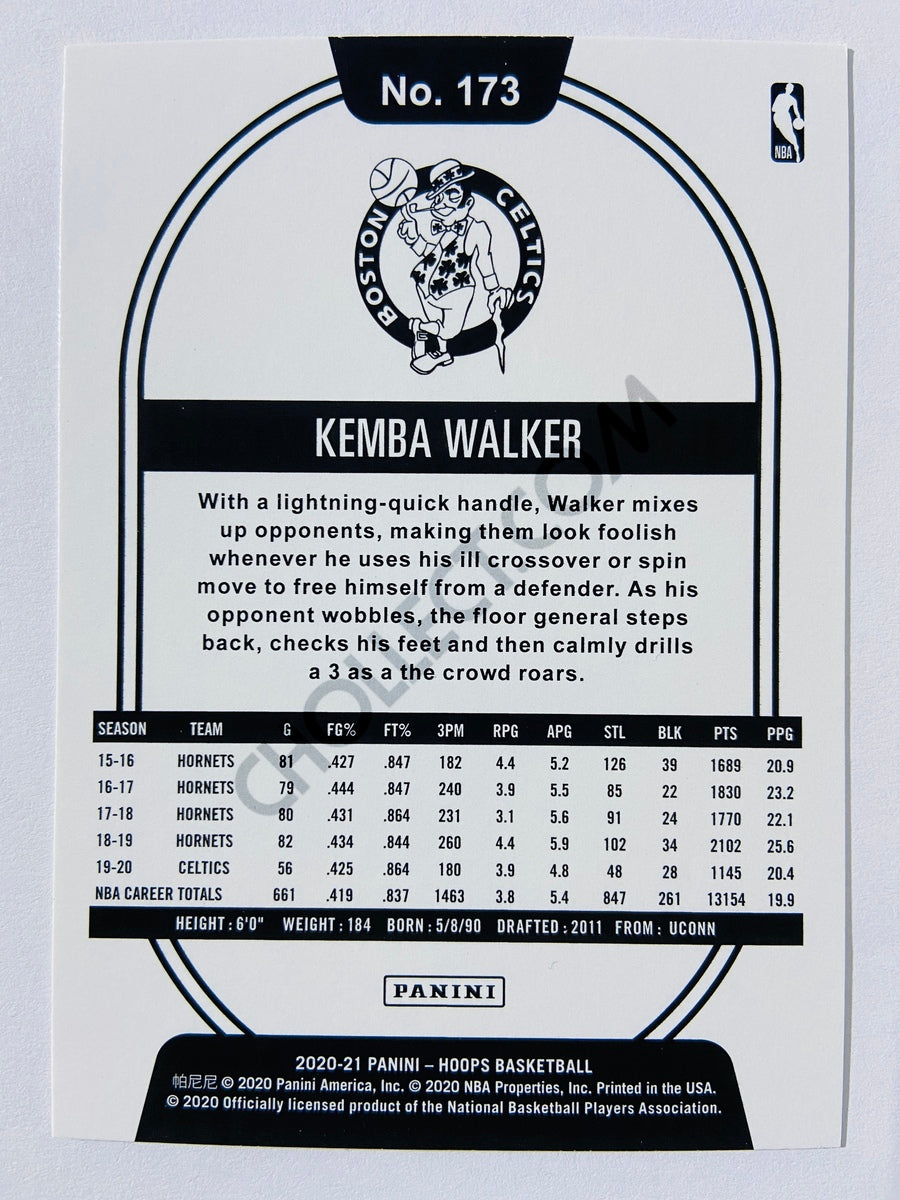 No. 173
NBA
BOSTON CELTICS
KEMBA WALKER
With a lightning-quick handle, Walker mixes
up opponents, making them look foolish
whenever he uses his ill crossover or spin
move to free himself from a defender. As his
opponent wobbles, the floor general steps
back, checks his feet and then calmly drills
a 3 as a the crowd roars.
CHOLLECT.COM
SEASON TEAM G FG% FT% 3PM RPG APG STL BLK PTS PPG
15-16 HORNETS 81 .427 .847 182 4.4 5.2 126 39 1689 20.9
16-17 HORNETS 79 .444 .847 240 3.9 5.5 85 22 1830 23.2
17-18 HORNETS 80 .431 .864 231 3.1 5.6 91 24 1770 22.1
18-19 HORNETS 82 .434 .844 260 4.4 5.9 102 34 2102 25.6
19-20 CELTICS 56 .425 .864 180 3.9 4.8 48 28 1145 20.4
NBA CAREER TOTALS 661 .419 .837 1463 3.8 5.4 847 261 13154 19.9
HEIGHT: 6'0" WEIGHT: 184 BORN: 5/8/90 DRAFTED: 2011 FROM: UCONN
PANINI
2020-21 PANINI – HOOPS BASKETBALL
帕尼尼 © 2020 Panini America, Inc. © 2020 NBA Properties, Inc. Printed in the USA.
© 2020 Officially licensed product of the National Basketball Players Association.